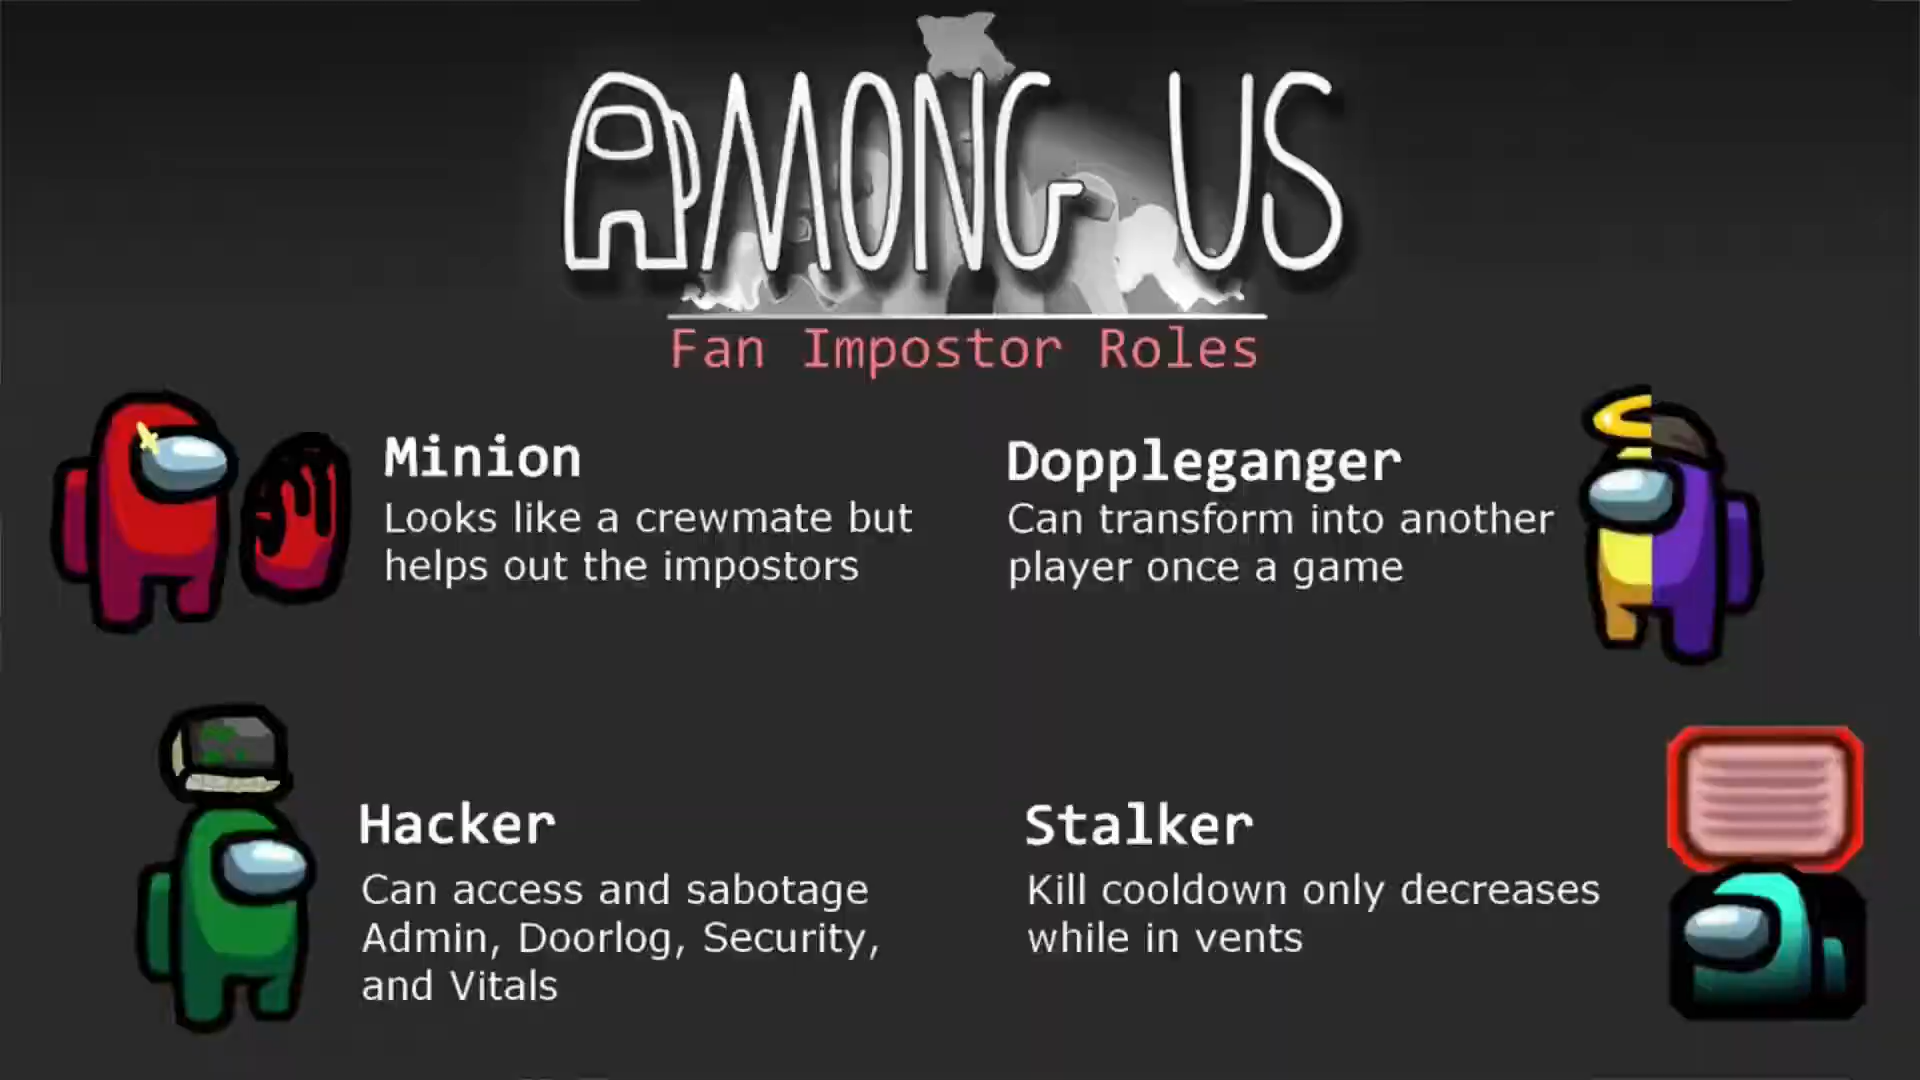 AMONG US
Fan Impostor Roles
Minion
Looks like a crewmate but
helps out the impostors
Doppleganger
Can transform into another
player once a game
Hacker
Can access and sabotage
Admin, Doorlog, Security,
and Vitals
Stalker
Kill cooldown only decreases
while in vents